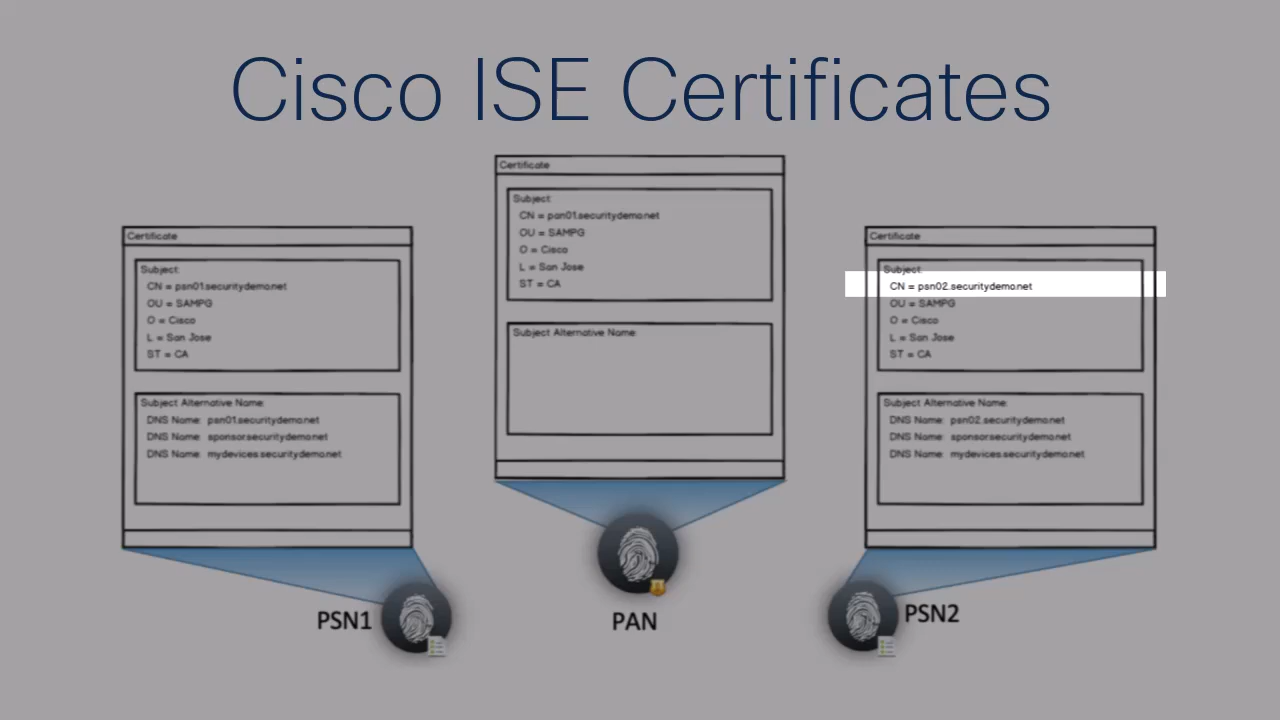 Cisco ISE Certificates
Certificate
Subject:
CN = psn01.securitydemo.net
OU = SAMPG
O = Cisco
L = San Jose
ST = CA
Subject Alternative Name:
DNS Name: psn01.securitydemo.net
DNS Name: sponsor.securitydemo.net
DNS Name: mydevices.securitydemo.net
PSN1
Certificate
Subject:
CN = pan01.securitydemo.net
OU = SAMPG
O = Cisco
L = San Jose
ST = CA
Subject Alternative Name:
PAN
Certificate
Subject:
CN = psn02.securitydemo.net
OU = SAMPG
O = Cisco
L = San Jose
ST = CA
Subject Alternative Name:
DNS Name: psn02.securitydemo.net
DNS Name: sponsor.securitydemo.net
DNS Name: mydevices.securitydemo.net
PSN2